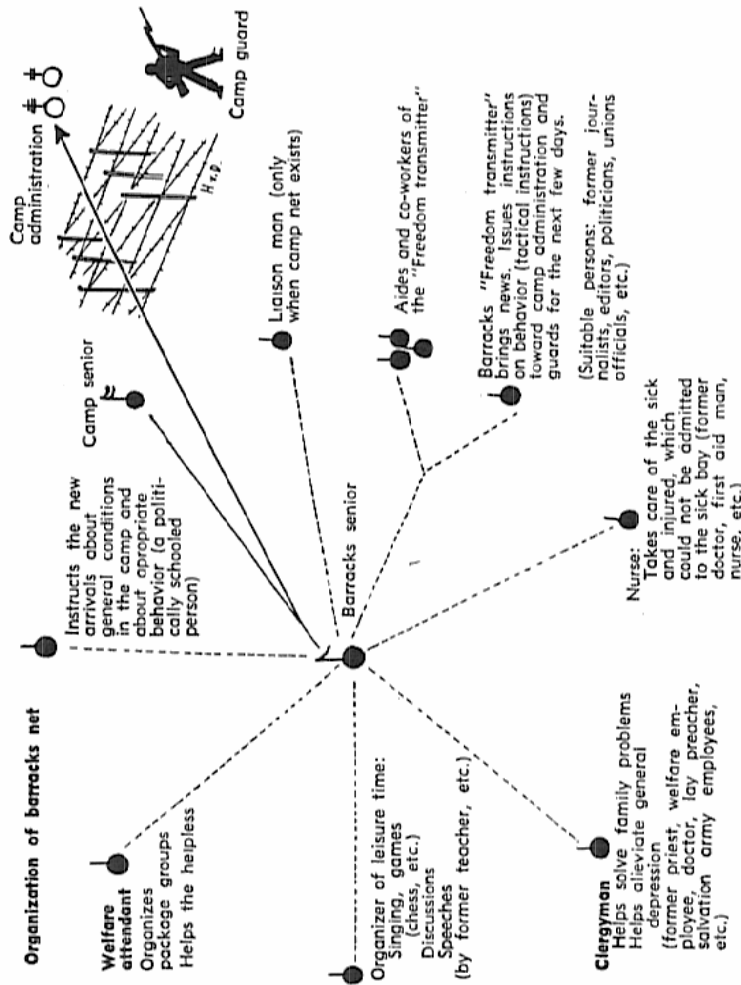 Organization of barracks net
Welfare
attendant
Organizes
package groups
Helps the helpless
Instructs the new
arrivals about
general conditions
in the camp and
about apropriate
behavior (a politi-
cally schooled
person)
Camp senior
Camp
administration
Camp guard
H v. D.
Liaison man (only
when camp net exists)
Barracks senior
Aides and co-workers of
the "Freedom transmitter"
Barracks "Freedom transmitter"
brings news. Issues instructions
on behavior (tactical instructions)
toward camp administration and
guards for the next few days.
(Suitable persons: former jour-
nalists, editors, politicians, unions
officials, etc.)
Organizer of leisure time:
Singing, games
(chess, etc.)
Discussions
Speeches
(by former teacher, etc.)
Clergyman
Helps solve family problems
Helps alieviate general
depression
(former priest, welfare em-
ployee, doctor, lay preacher,
salvation army employees,
etc.)
Nurse:
Takes care of the sick
and injured, which
could not be admitted
to the sick bay (former
doctor, first aid man,
nurse, etc.)